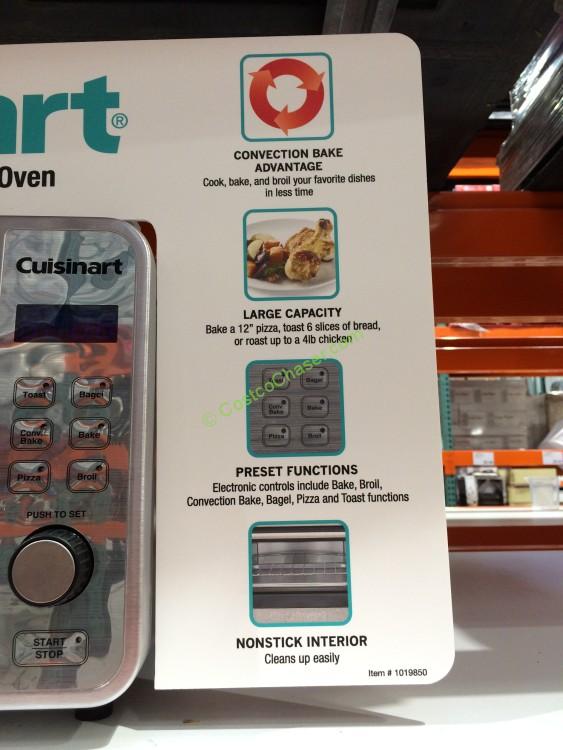 art®
Oven
CONVECTION BAKE
ADVANTAGE
Cook, bake, and broil your favorite dishes
in less time
LARGE CAPACITY
Bake a 12" pizza, toast 6 slices of bread,
or roast up to a 4lb chicken
Bagel
Conv. Bake
Bake
Pizza
Broil
PRESET FUNCTIONS
Electronic controls include Bake, Broil,
Convection Bake, Bagel, Pizza and Toast functions
NONSTICK INTERIOR
Cleans up easily
Item # 1019850
Cuisinart
Toast
Bagel
Conv. Bake
Bake
Pizza
Broil
PUSH TO SET
START
STOP
© CostcoChaser.com